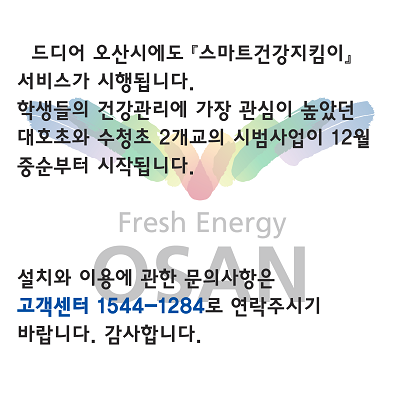 드디어 오산시에도 『스마트건강지킴이』
서비스가 시행됩니다.
학생들의 건강관리에 가장 관심이 높았던
대호초와 수청초 2개교의 시범사업이 12월
중순부터 시작됩니다.
Fresh Energy
OSAN
설치와 이용에 관한 문의사항은
고객센터 1544-1284로 연락주시기
바랍니다. 감사합니다.